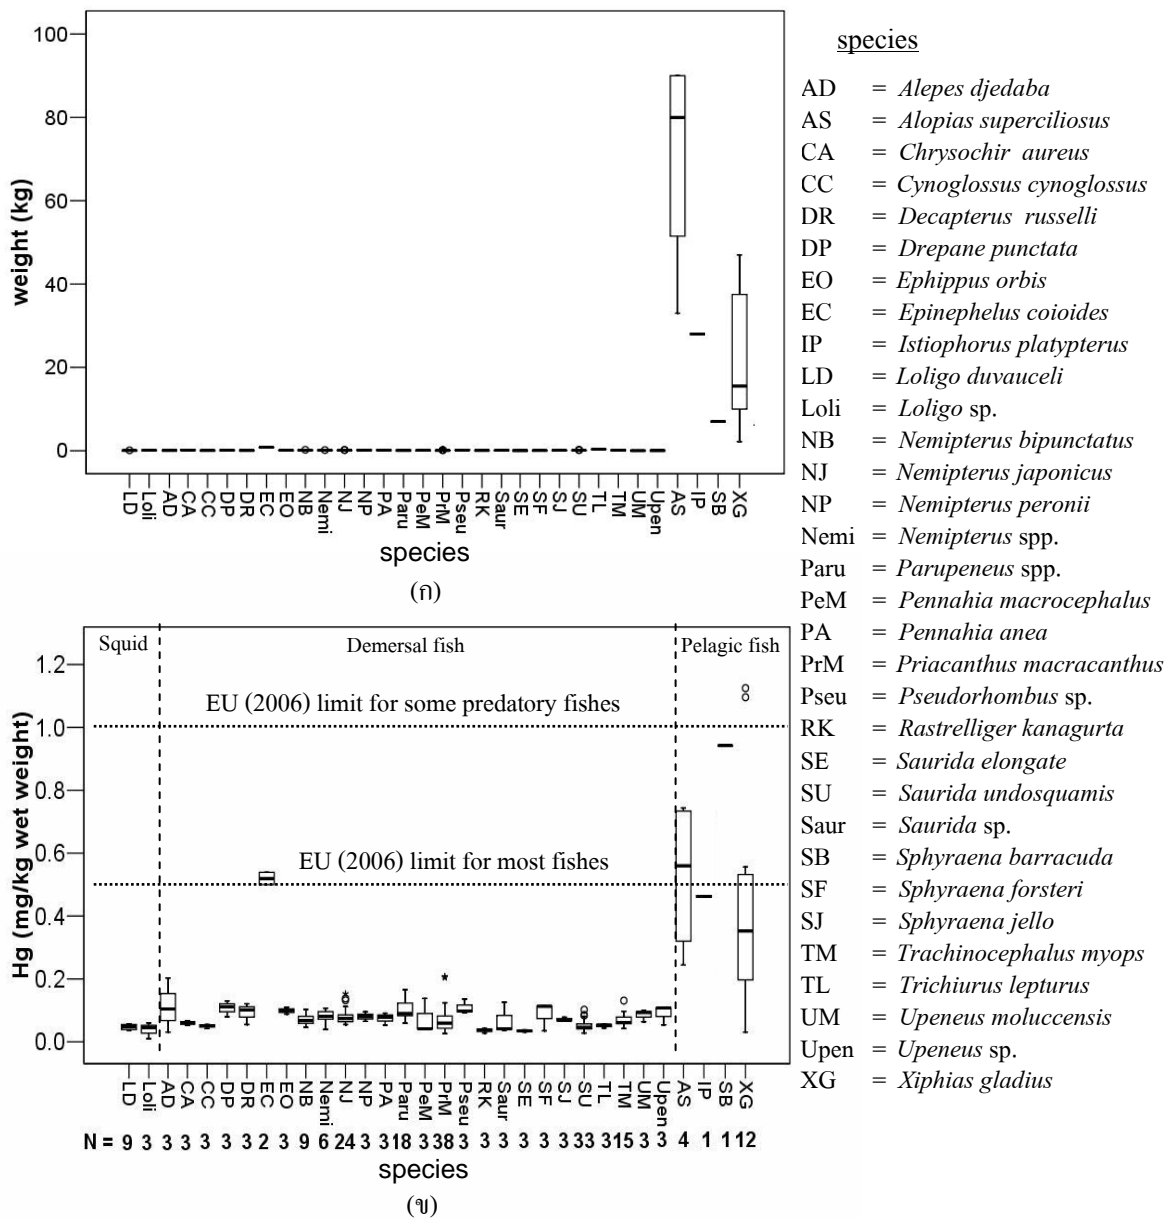 100
80
60
40
20
0
weight (kg)
LD Loli AD CA CC DP DR EC EO NB Nemi NJ NP PA Paru PeM PrM Pseu RK Saur SE SF SJ SU TL TM UM Upen AS IP SB XG
species
(ก)
Squid Demersal fish Pelagic fish
EU (2006) limit for some predatory fishes
EU (2006) limit for most fishes
1.2
1.0
0.8
0.6
0.4
0.2
0.0
Hg (mg/kg wet weight)
LD Loli AD CA CC DP DR EC EO NB Nemi NJ NP PA Paru PeM PrM Pseu RK Saur SE SF SJ SU TL TM UM Upen AS IP SB XG
N = 9 3 3 3 3 3 3 2 3 9 6 24 3 3 18 3 38 3 3 3 3 3 3 33 3 15 3 3 4 1 1 12
species
(ข)
species
AD = Alepes djedaba
AS = Alopias superciliosus
CA = Chrysochir aureus
CC = Cynoglossus cynoglossus
DR = Decapterus russelli
DP = Drepane punctata
EO = Ephippus orbis
EC = Epinephelus coioides
IP = Istiophorus platypterus
LD = Loligo duvauceli
Loli = Loligo sp.
NB = Nemipterus bipunctatus
NJ = Nemipterus japonicus
NP = Nemipterus peronii
Nemi = Nemipterus spp.
Paru = Parupeneus spp.
PeM = Pennahia macrocephalus
PA = Pennahia anea
PrM = Priacanthus macracanthus
Pseu = Pseudorhombus sp.
RK = Rastrelliger kanagurta
SE = Saurida elongate
SU = Saurida undosquamis
Saur = Saurida sp.
SB = Sphyraena barracuda
SF = Sphyraena forsteri
SJ = Sphyraena jello
TM = Trachinocephalus myops
TL = Trichiurus lepturus
UM = Upeneus moluccensis
Upen = Upeneus sp.
XG = Xiphias gladius